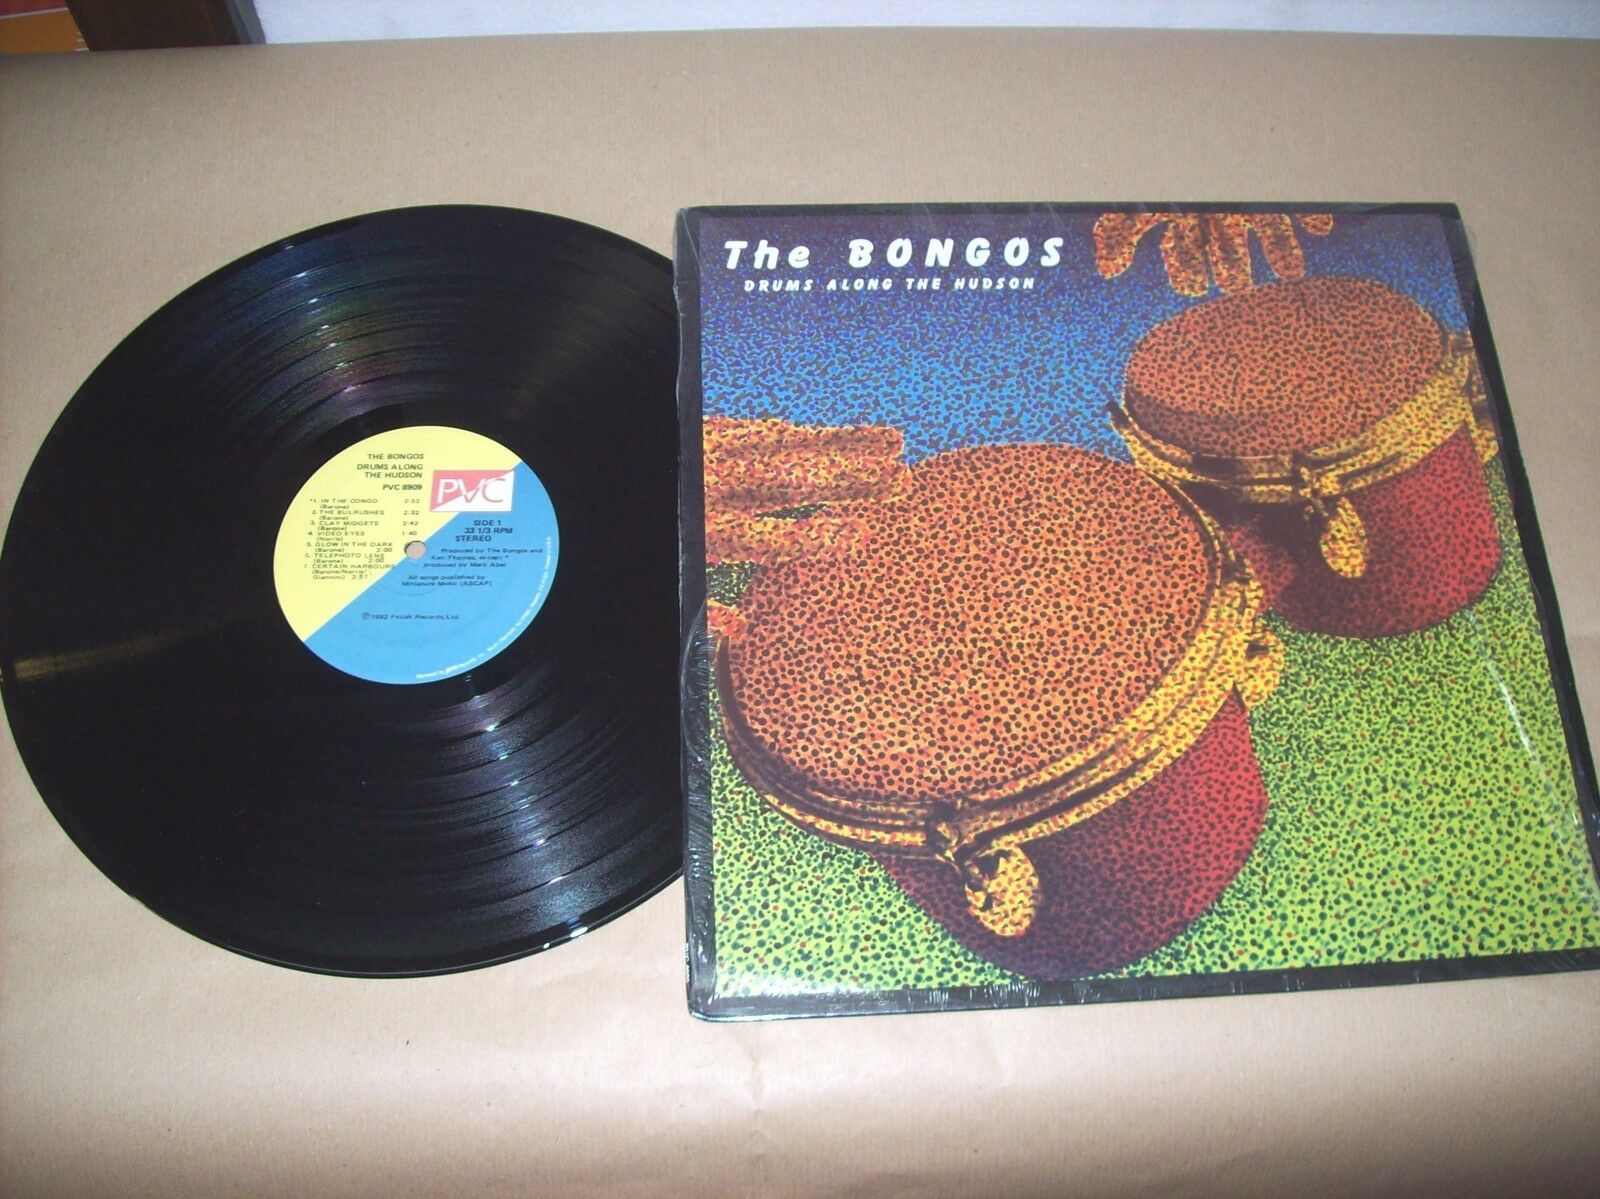 The BONGOS
DRUMS ALONG THE HUDSON
THE BONGOS
DRUMS ALONG
THE HUDSON
PVC 8909
PVC
*1. IN THE CONGO 2:52
(Barone)
2. THE BULRUSHES 2:32
(Barone)
3. CLAY MIDGETS 2:42
(Barone)
4. VIDEO EYES 1:40
(Norris)
5. GLOW IN THE DARK
(Barone) 2:00
6. TELEPHOTO LENS
(Barone) 2:00
7. CERTAIN HARBOURS
(Barone/Norris/
Giannini) 2:57
SIDE 1
33 1/3 RPM
STEREO
Produced by The Bongos and
Ken Thomas, except *
produced by Mark Abel
All songs published by
Miniature Music (ASCAP)
Ⓟ1982 Fetish Records, Ltd.